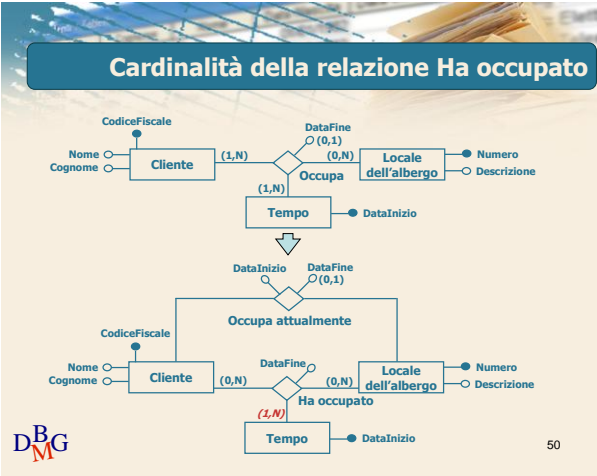 Cardinalità della relazione Ha occupato
CodiceFiscale
DataFine
(0,1)
Nome
Cognome
Cliente
(1,N)
(0,N)
Occupa
Locale
dell'albergo
Numero
Descrizione
(1,N)
Tempo
DataInizio
DataInizio
DataFine
(0,1)
Occupa attualmente
CodiceFiscale
Nome
Cognome
Cliente
(0,N)
DataFine
(0,N)
Ha occupato
Locale
dell'albergo
Numero
Descrizione
(1,N)
Tempo
DataInizio
DBMG
50